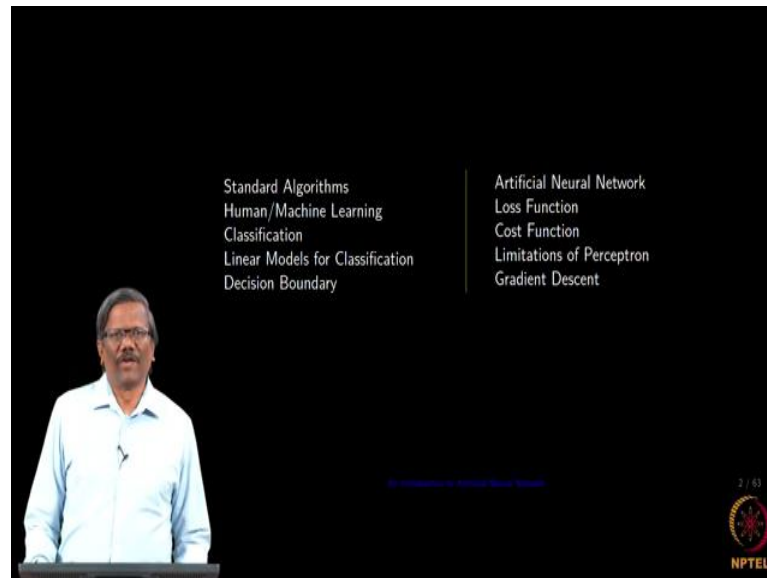 Standard Algorithms
Human/Machine Learning
Classification
Linear Models for Classification
Decision Boundary
Artificial Neural Network
Loss Function
Cost Function
Limitations of Perceptron
Gradient Descent
2 / 63
NPTEL